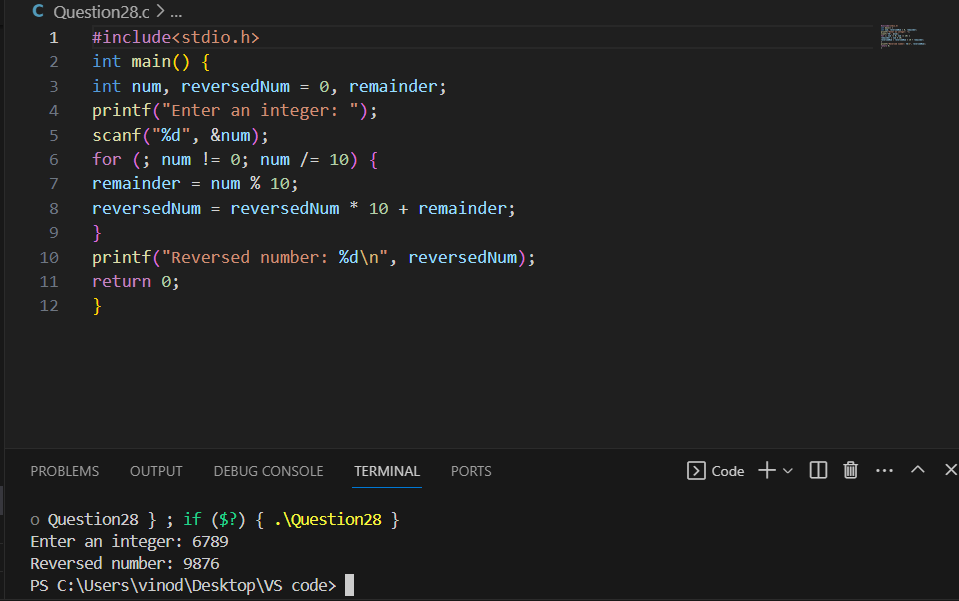 C Question28.c > ...
1 #include<stdio.h>
2 int main() {
3 int num, reversedNum = 0, remainder;
4 printf("Enter an integer: ");
5 scanf("%d", &num);
6 for (; num != 0; num /= 10) {
7 remainder = num % 10;
8 reversedNum = reversedNum * 10 + remainder;
9 }
10 printf("Reversed number: %d\n", reversedNum);
11 return 0;
12 }
PROBLEMS OUTPUT DEBUG CONSOLE TERMINAL PORTS Code
o Question28 } ; if ($?) { .\Question28 }
Enter an integer: 6789
Reversed number: 9876
PS C:\Users\vinod\Desktop\VS code>